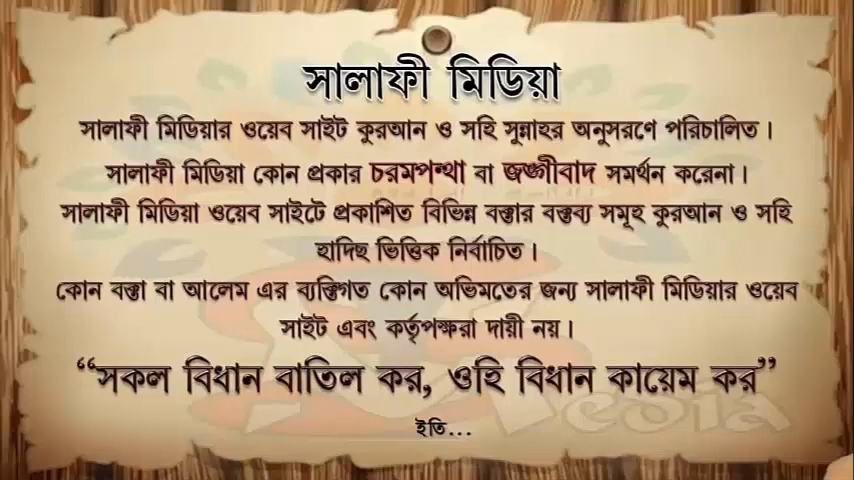 সালাফী মিডিয়া
সালাফী মিডিয়ার ওয়েব সাইট কুরআন ও সহি সুন্নাহর অনুসরণে পরিচালিত।
সালাফী মিডিয়া কোন প্রকার চরমপন্থা বা জঙ্গীবাদ সমর্থন করেনা।
সালাফী মিডিয়া ওয়েব সাইটে প্রকাশিত বিভিন্ন বক্তার বক্তব্য সমূহ কুরআন ও সহি
হাদিছ ভিত্তিক নির্বাচিত।
কোন বক্তা বা আলেম এর ব্যক্তিগত কোন অভিমতের জন্য সালাফী মিডিয়ার ওয়েব
সাইট এবং কর্তৃপক্ষরা দায়ী নয়।
“সকল বিধান বাতিল কর, ওহি বিধান কায়েম কর”
ইতি...